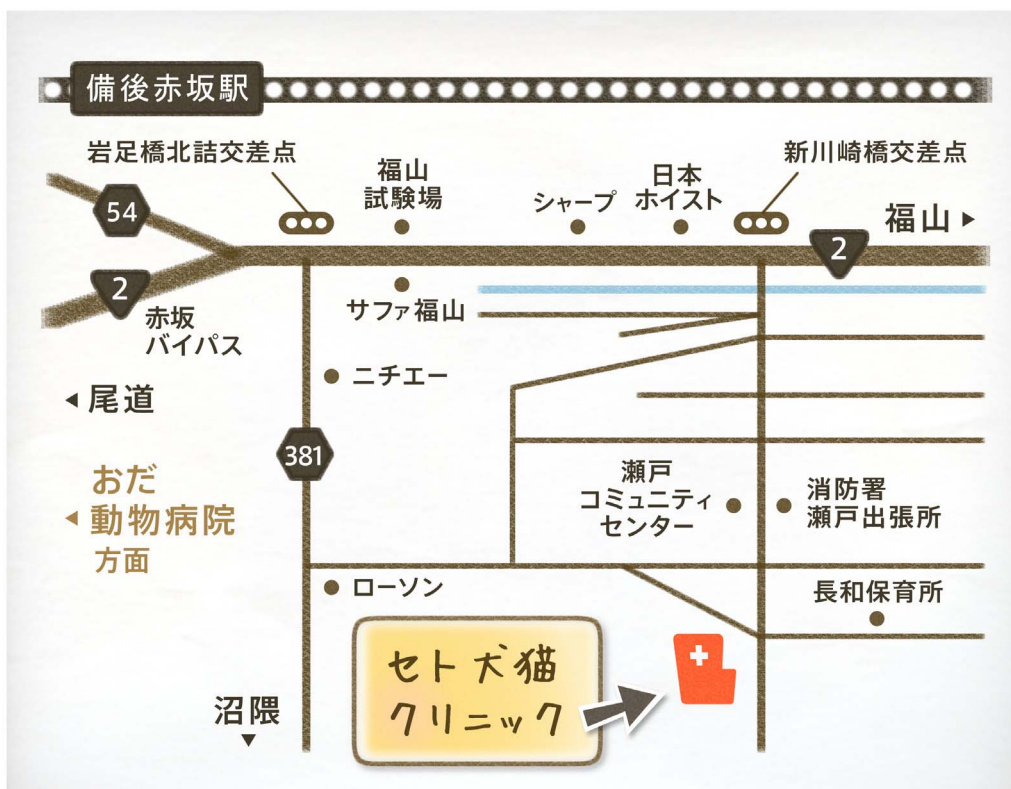 備後赤坂駅
岩足橋北詰交差点
福山
試験場
シャープ
日本
ホイスト
新川崎橋交差点
54
福山
2
2
赤坂
バイパス
サファ福山
ニチエー
尾道
381
おだ
動物病院
方面
瀬戸
コミュニティ
センター
消防署
瀬戸出張所
ローソン
長和保育所
セト犬猫
クリニック
沼隈